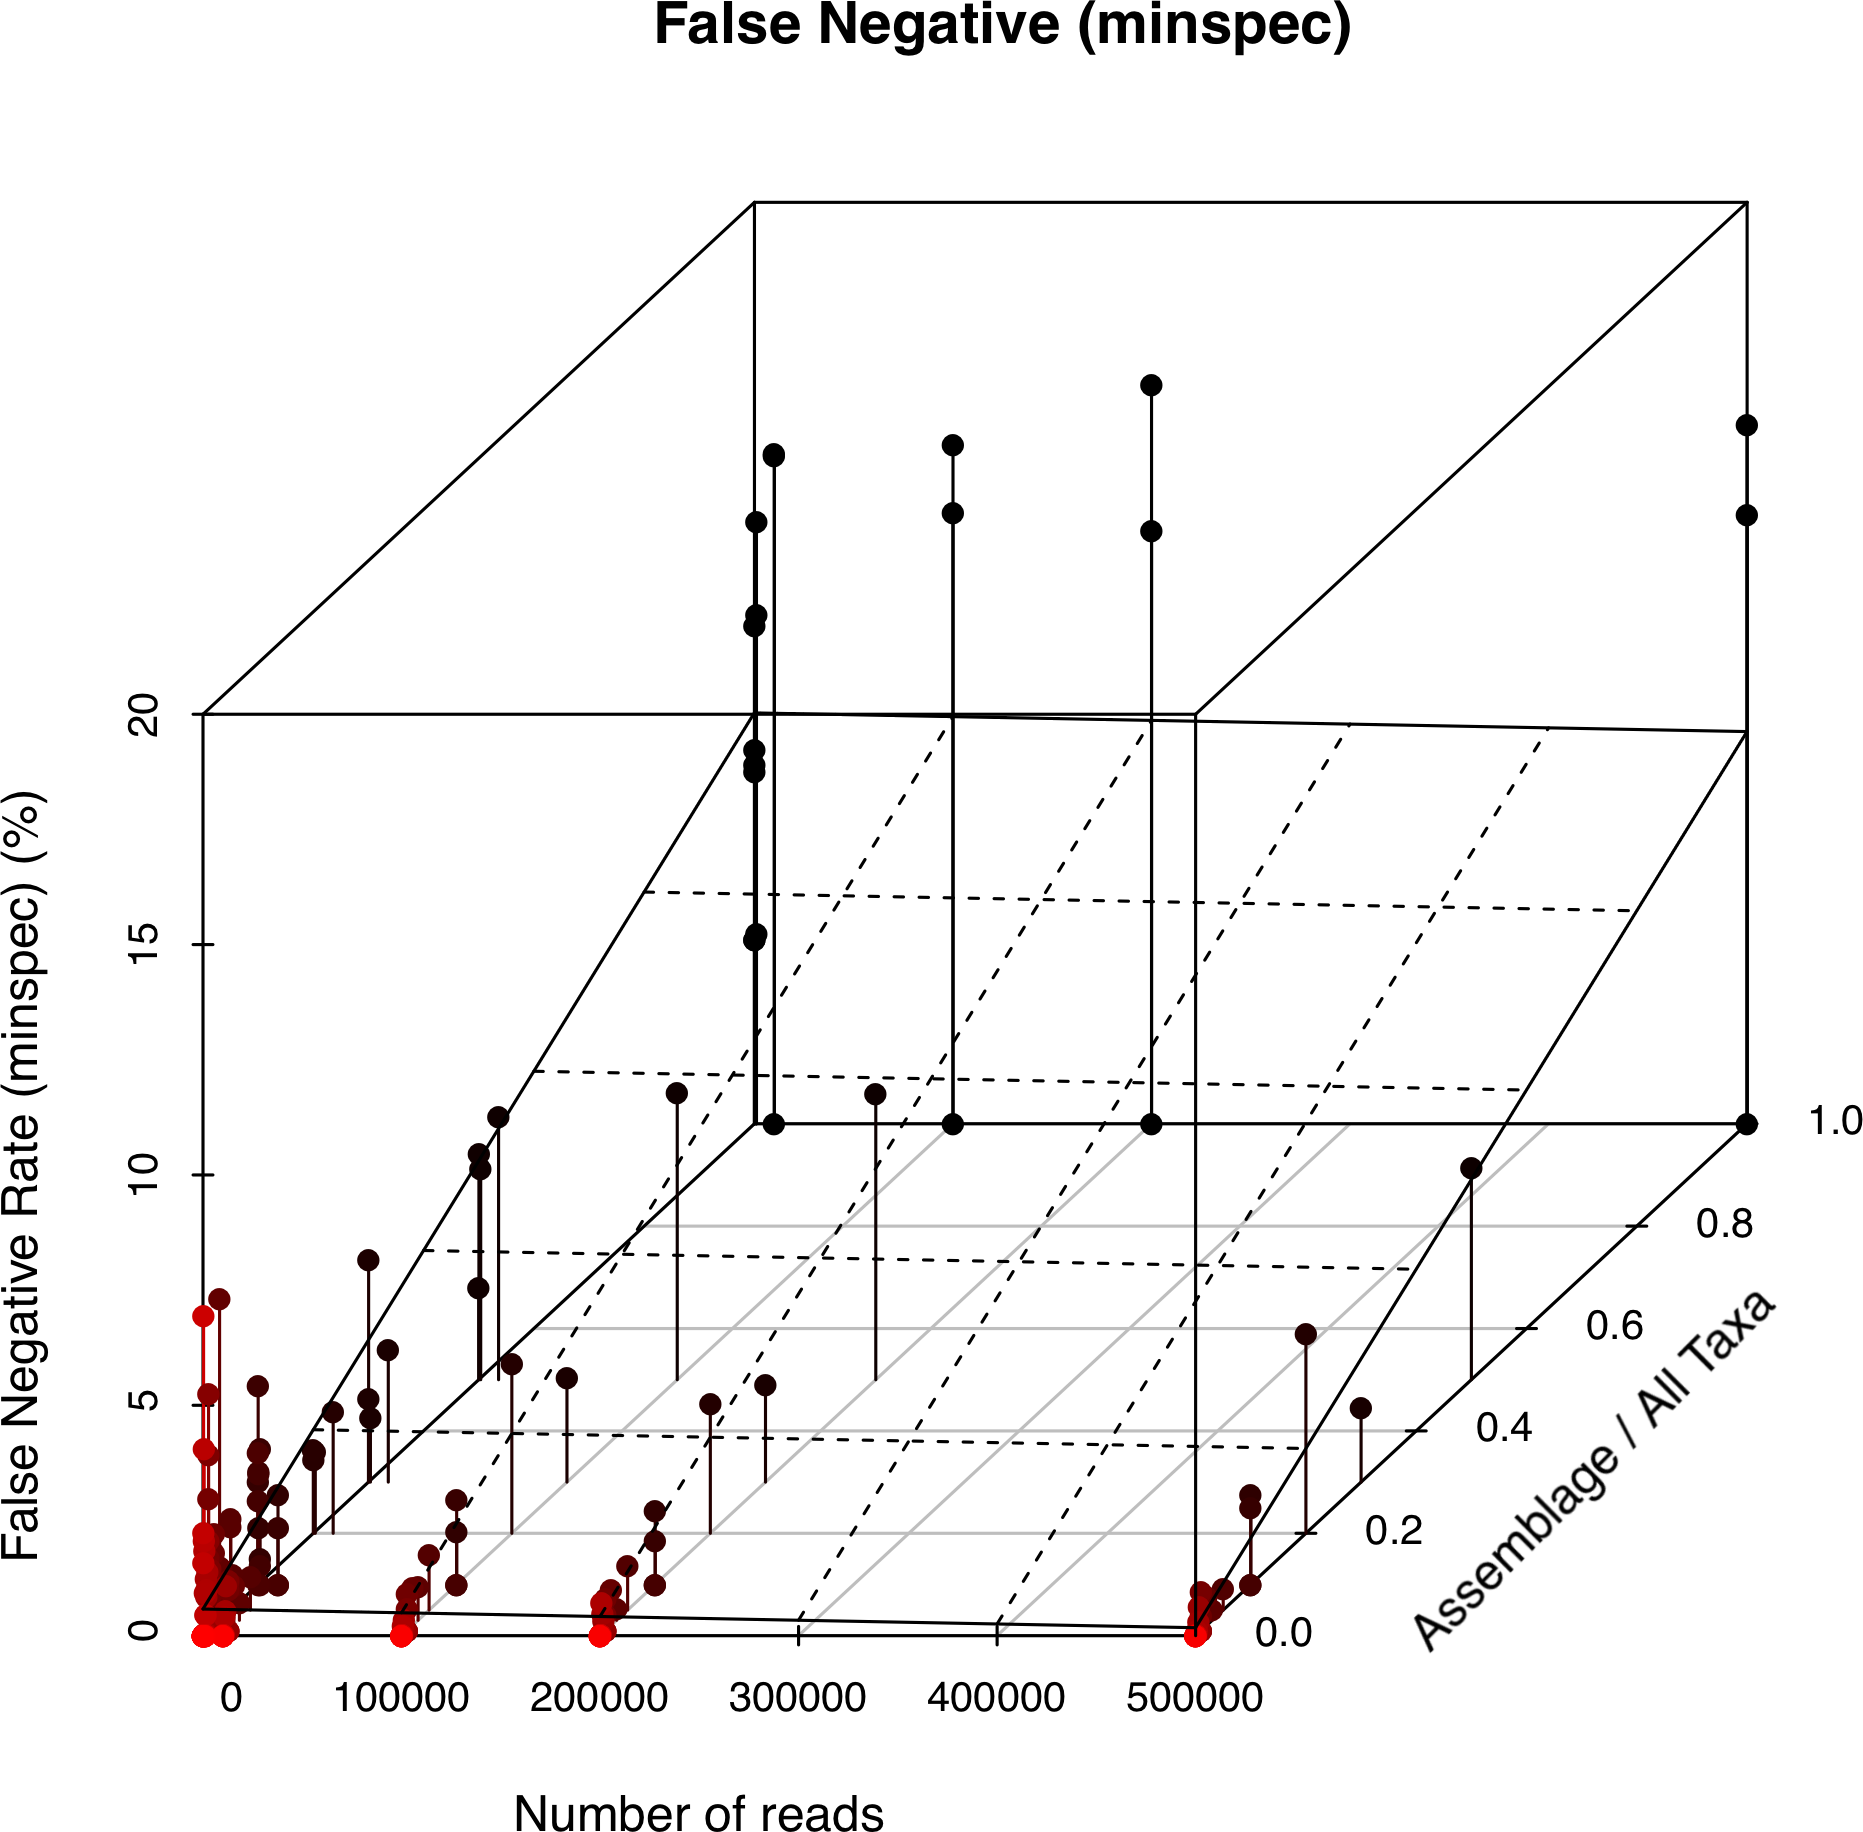 False Negative (minspec)
False Negative Rate (minspec) (%)
20
15
10
5
0
1.0
0.8
0.6
0.4
0.2
0.0
Assemblage / All Taxa
0 100000 200000 300000 400000 500000
Number of reads